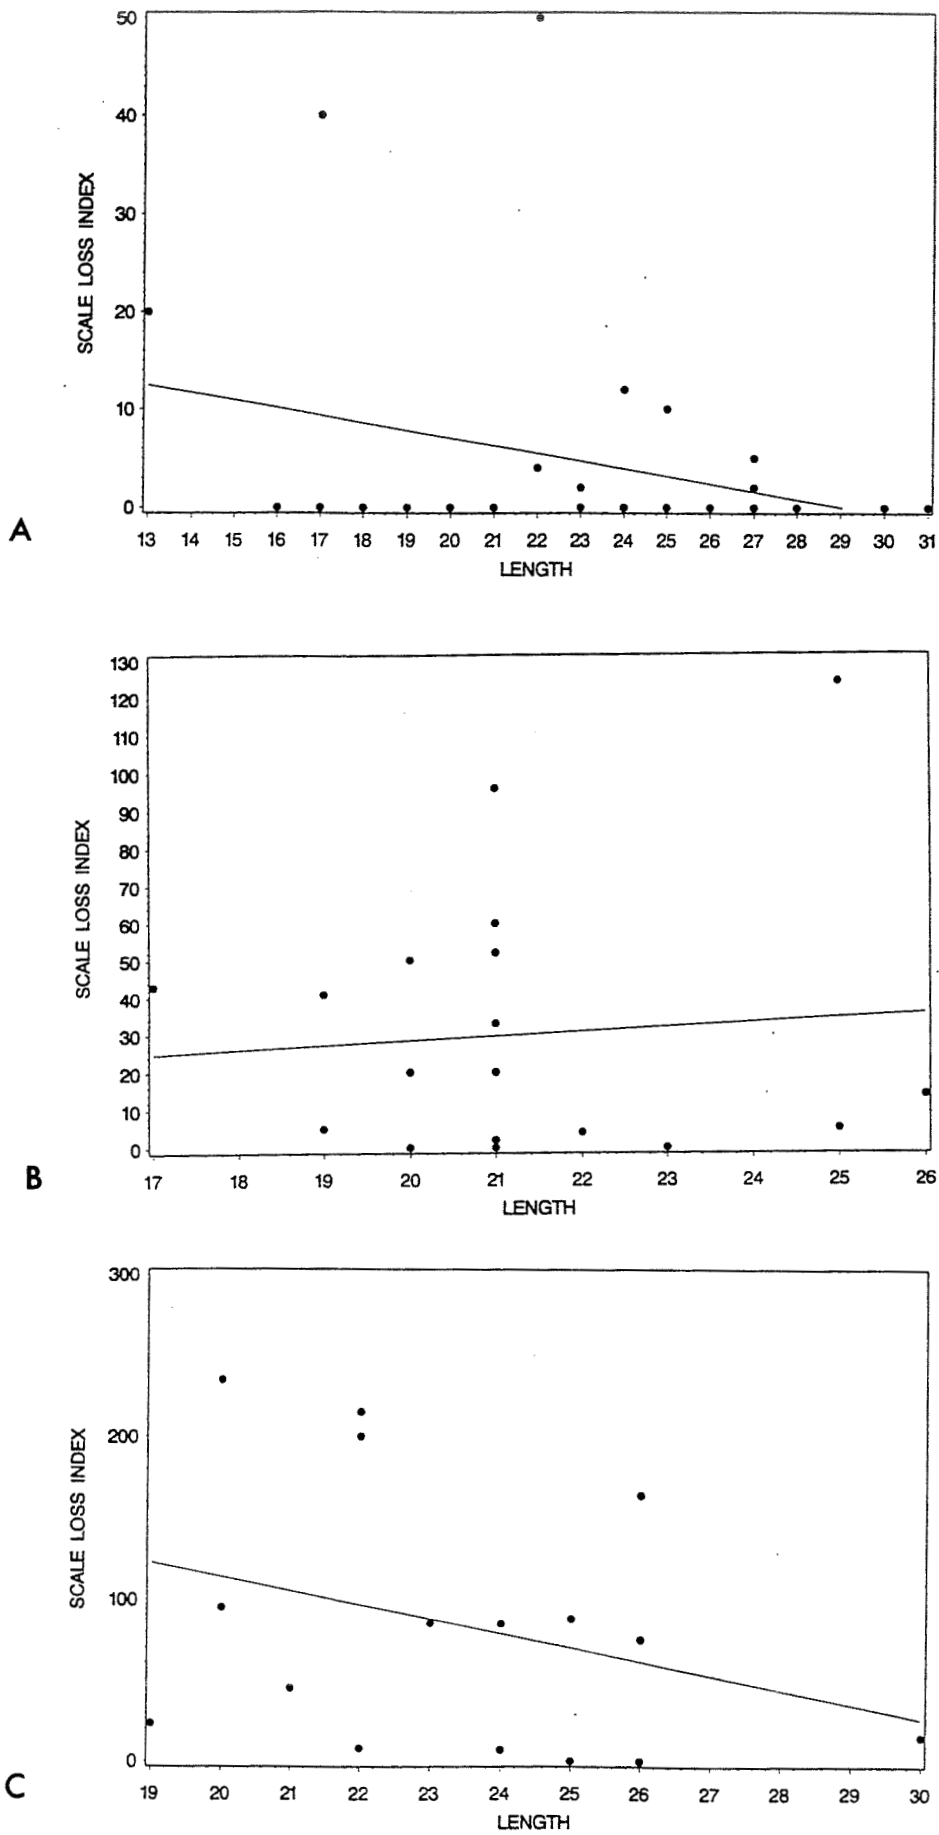 50
40
30
20
10
0
SCALE LOSS INDEX
A
13 14 15 16 17 18 19 20 21 22 23 24 25 26 27 28 29 30 31
LENGTH
130
120
110
100
90
80
70
60
50
40
30
20
10
0
SCALE LOSS INDEX
B
17 18 19 20 21 22 23 24 25 26
LENGTH
300
200
100
0
SCALE LOSS INDEX
C
19 20 21 22 23 24 25 26 27 28 29 30
LENGTH